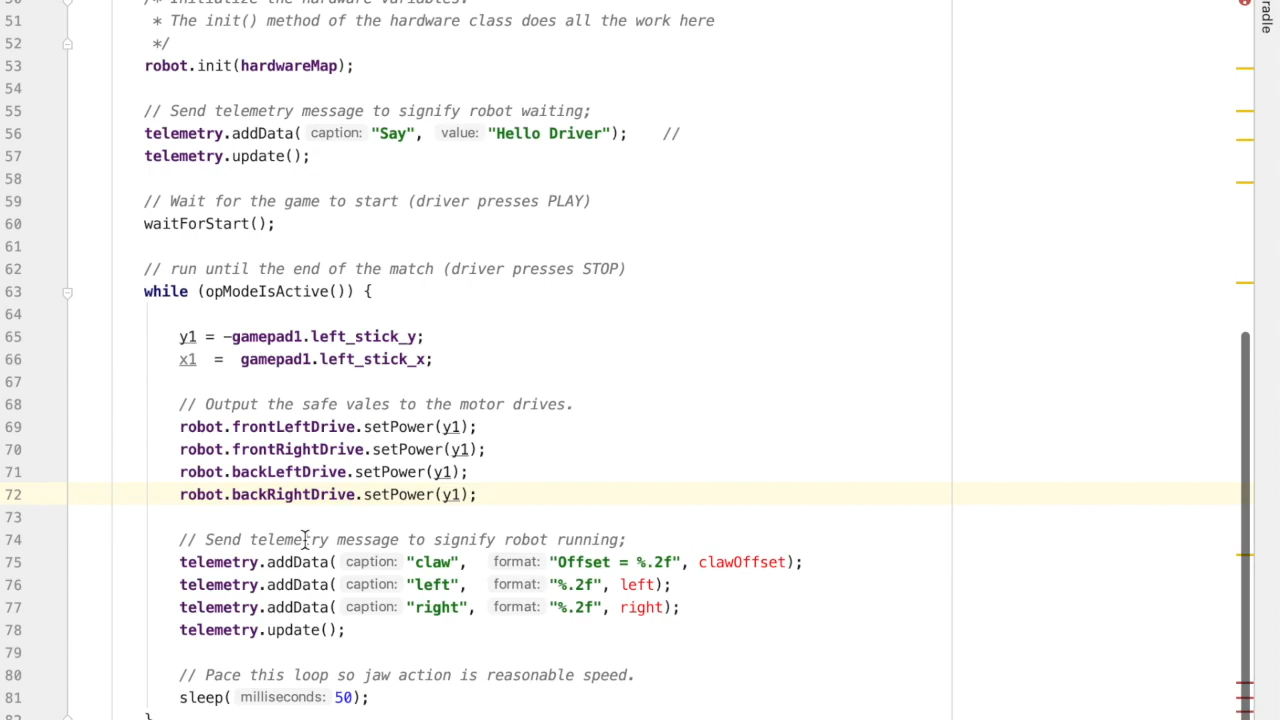 /* Initialize the hardware variables.
51 * The init() method of the hardware class does all the work here
52 */
53 robot.init(hardwareMap);
54
55 // Send telemetry message to signify robot waiting;
56 telemetry.addData( caption: "Say", value: "Hello Driver"); //
57 telemetry.update();
58
59 // Wait for the game to start (driver presses PLAY)
60 waitForStart();
61
62 // run until the end of the match (driver presses STOP)
63 while (opModeIsActive()) {
64
65 y1 = -gamepad1.left_stick_y;
66 x1 = gamepad1.left_stick_x;
67
68 // Output the safe vales to the motor drives.
69 robot.frontLeftDrive.setPower(y1);
70 robot.frontRightDrive.setPower(y1);
71 robot.backLeftDrive.setPower(y1);
72 robot.backRightDrive.setPower(y1);
73
74 // Send telemetry message to signify robot running;
75 telemetry.addData( caption: "claw", format: "Offset = %.2f", clawOffset);
76 telemetry.addData( caption: "left", format: "%.2f", left);
77 telemetry.addData( caption: "right", format: "%.2f", right);
78 telemetry.update();
79
80 // Pace this loop so jaw action is reasonable speed.
81 sleep( milliseconds: 50);
}
radle